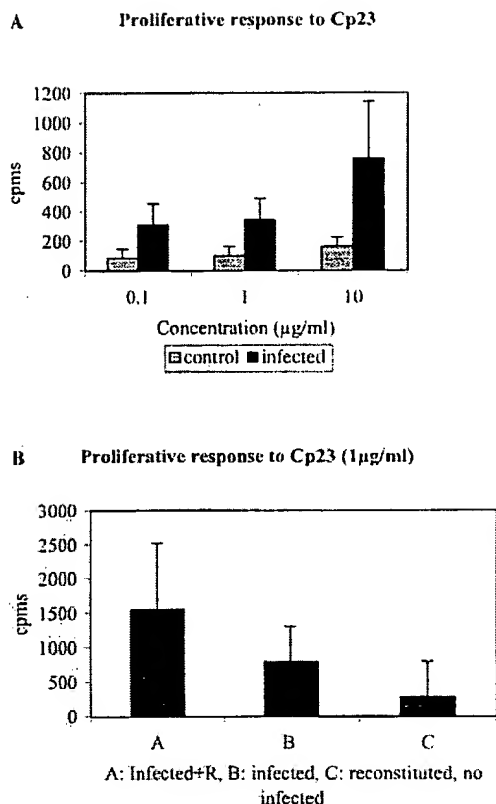 A Proliferative response to Cp23
1200
1000
800
600
400
200
0
cpms
0.1 1 10
Concentration (µg/ml)
control infected
B Proliferative response to Cp23 (1µg/ml)
3000
2500
2000
1500
1000
500
0
cpms
A B C
A: Infected+R, B: infected, C: reconstituted, no
infected